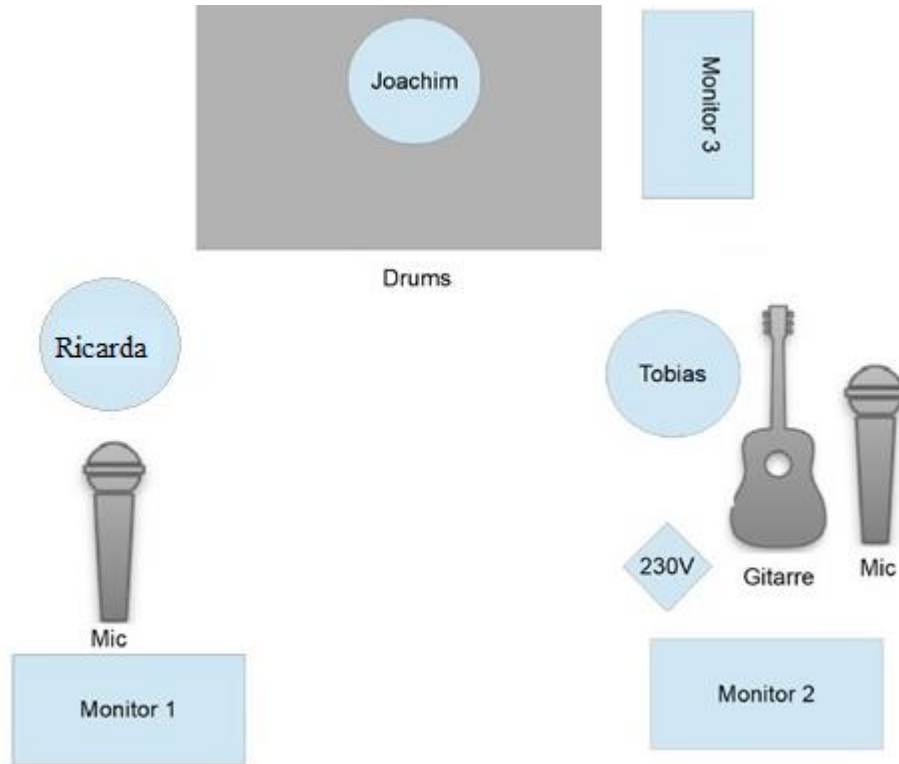 Joachim
Monitor 3
Drums
Ricarda
Tobias
230V
Gitarre
Mic
Mic
Monitor 1
Monitor 2